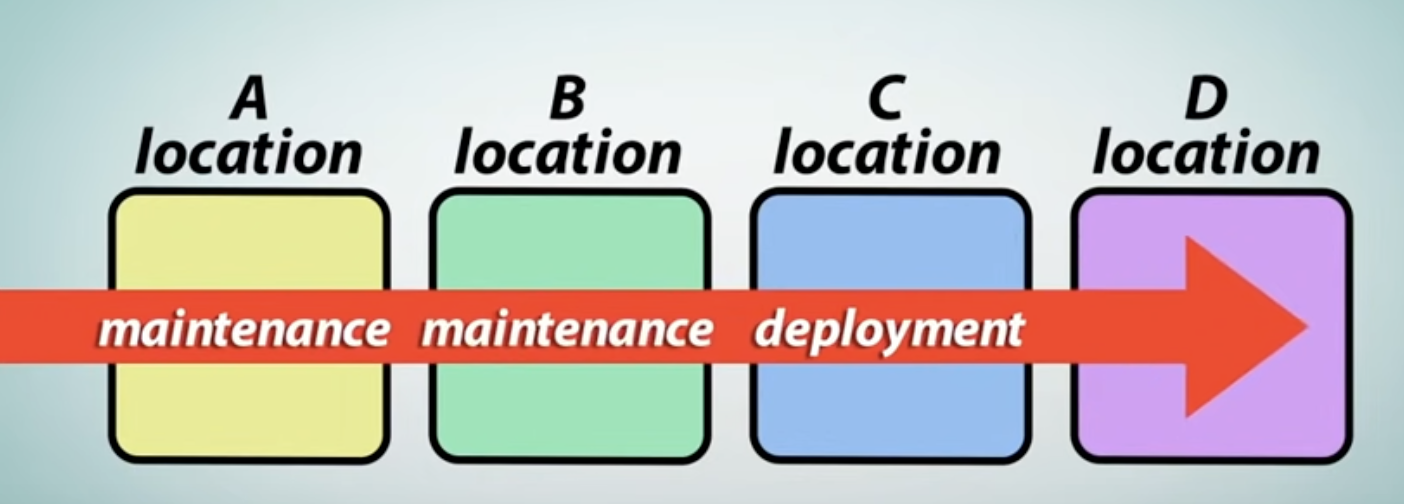 A
location
B
location
C
location
D
location
maintenance
maintenance
deployment